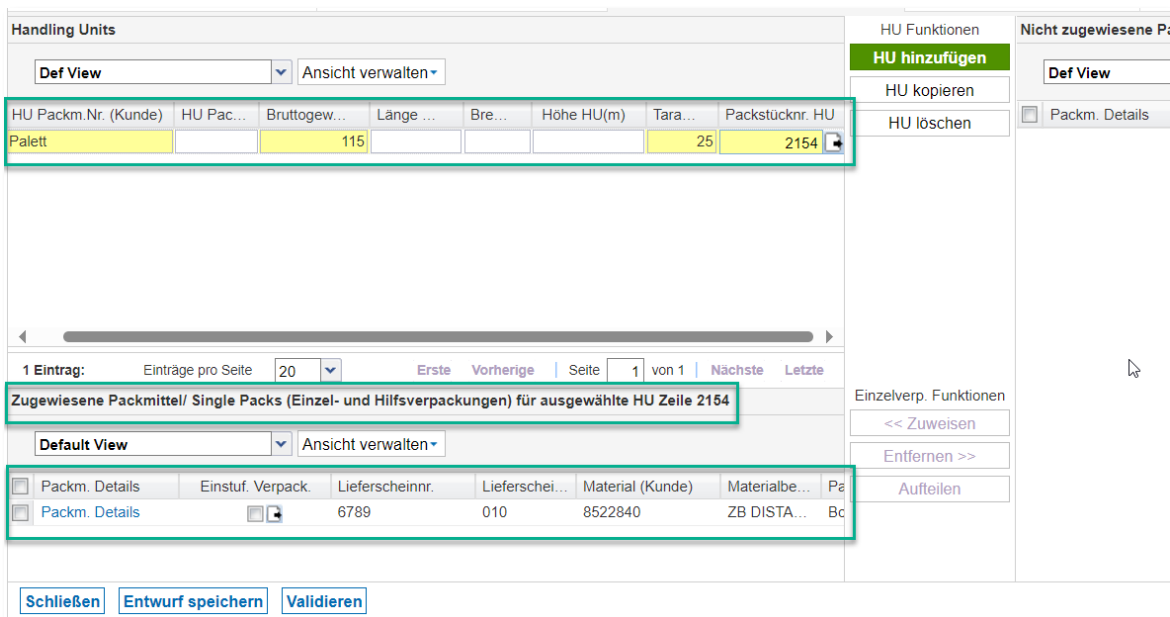 Handling Units
Def View Ansicht verwalten
HU Packm.Nr. (Kunde) HU Pac... Bruttogew... Länge ... Bre... Höhe HU(m) Tara... Packstücknr. HU
Palett 115 25 2154
1 Eintrag: Einträge pro Seite 20 Erste Vorherige Seite 1 von 1 Nächste Letzte
Zugewiesene Packmittel/ Single Packs (Einzel- und Hilfsverpackungen) für ausgewählte HU Zeile 2154
Default View Ansicht verwalten
Packm. Details Einstuf. Verpack. Lieferscheinnr. Lieferschei... Material (Kunde) Materialbe... Pa
Packm. Details 6789 010 8522840 ZB DISTA... Bo
Schließen Entwurf speichern Validieren
HU Funktionen
HU hinzufügen
HU kopieren
HU löschen
Einzelverp. Funktionen
<< Zuweisen
Entfernen >>
Aufteilen
Nicht zugewiesene Pa
Def View
Packm. Details